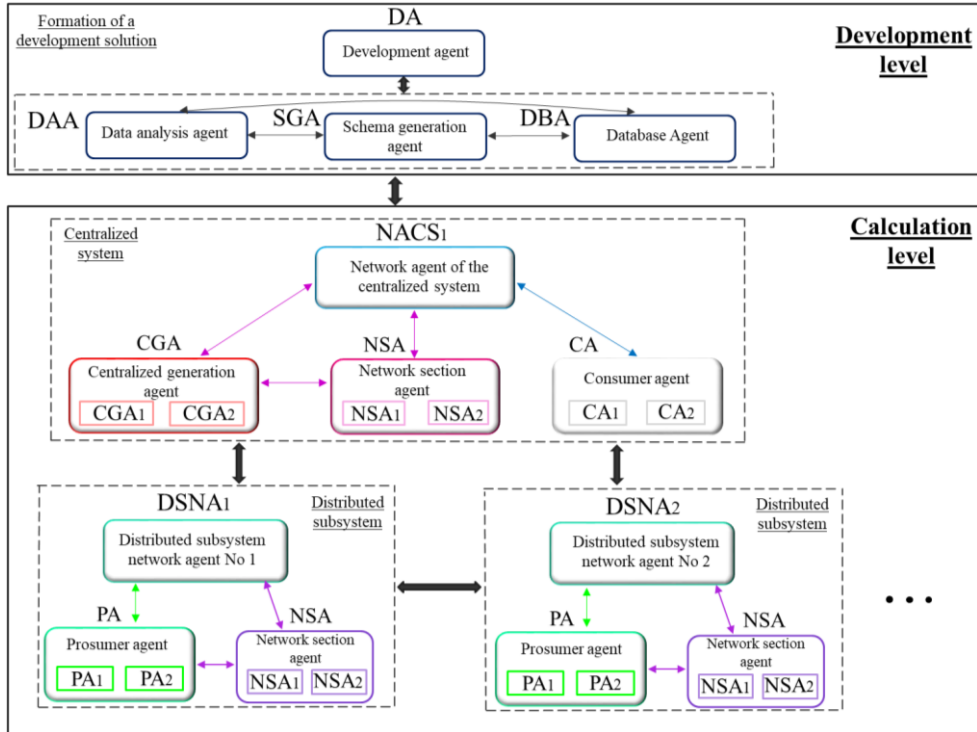 Formation of a
development solution
DA
Development agent
Development
level
DAA
Data analysis agent
SGA
Schema generation
agent
DBA
Database Agent
Centralized
system
NACS1
Network agent of the
centralized system
Calculation
level
CGA
Centralized generation
agent
CGA1
CGA2
NSA
Network section
agent
NSA1
NSA2
CA
Consumer agent
CA1
CA2
DSNA1
Distributed
subsystem
Distributed subsystem
network agent No 1
PA
Prosumer agent
PA1
PA2
NSA
Network section
agent
NSA1
NSA2
DSNA2
Distributed
subsystem
Distributed subsystem
network agent No 2
PA
Prosumer agent
PA1
PA2
NSA
Network section
agent
NSA1
NSA2
...